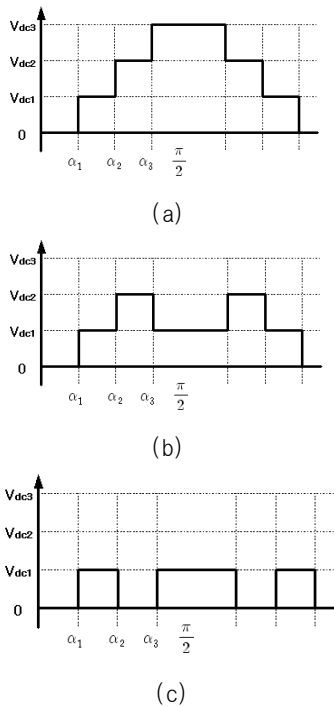 Vdc3
Vdc2
Vdc1
0
α₁ α₂ α₃ π/2
(a)
Vdc3
Vdc2
Vdc1
0
α₁ α₂ α₃ π/2
(b)
Vdc3
Vdc2
Vdc1
0
α₁ α₂ α₃ π/2
(c)